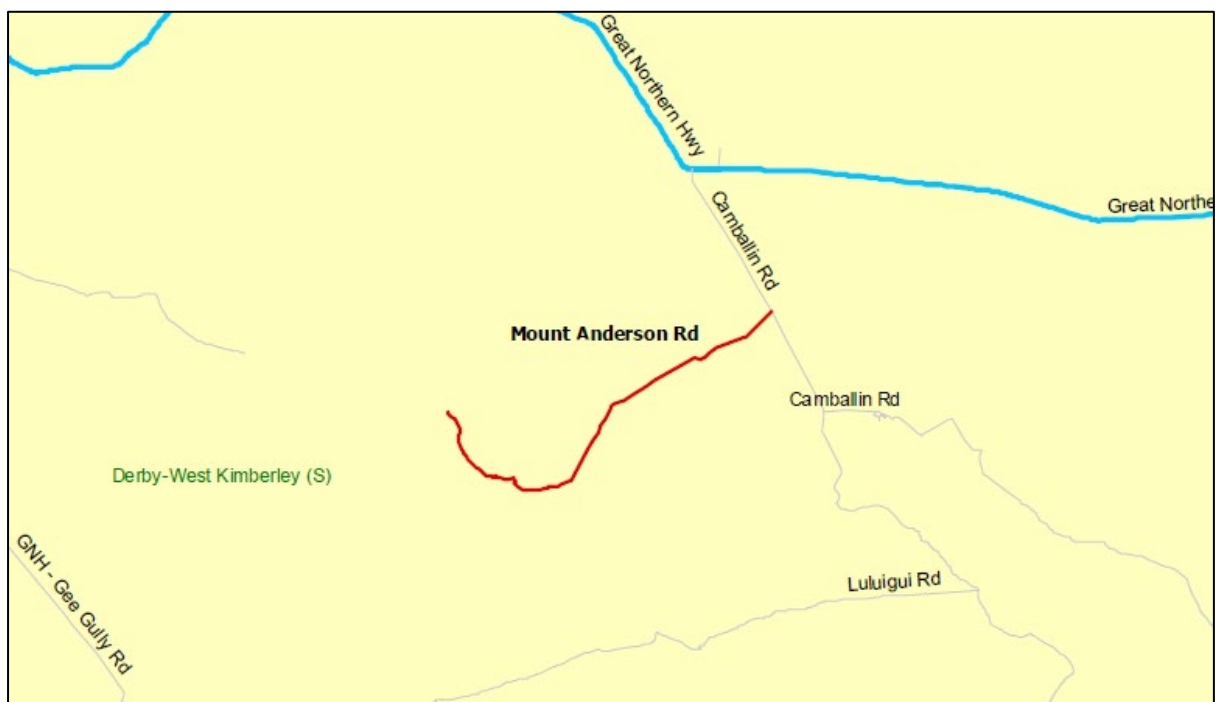 Great Northern Hwy
Great Northe
Camballin Rd
Mount Anderson Rd
Camballin Rd
Derby-West Kimberley (S)
GNH - Gee Gully Rd
Luluigui Rd